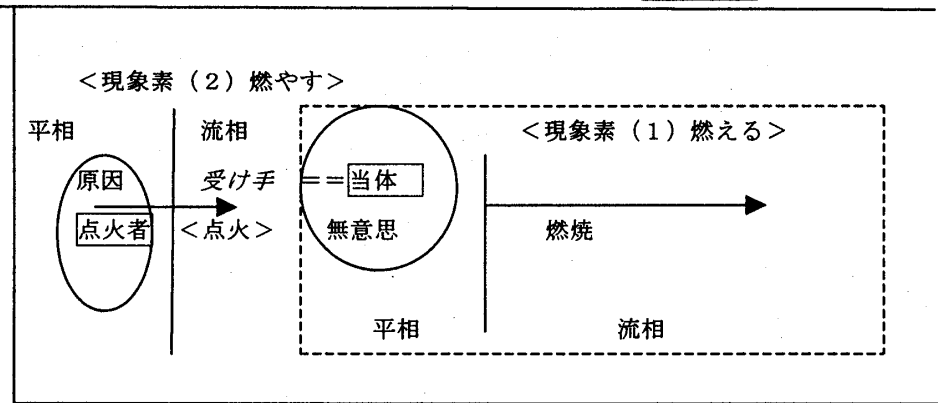 ＜現象素（２）燃やす＞
平相 流相 ＜現象素（１）燃える＞
原因 受け手 ＝＝当体
点火者 ＜点火＞ 無意思 燃焼
平相 流相